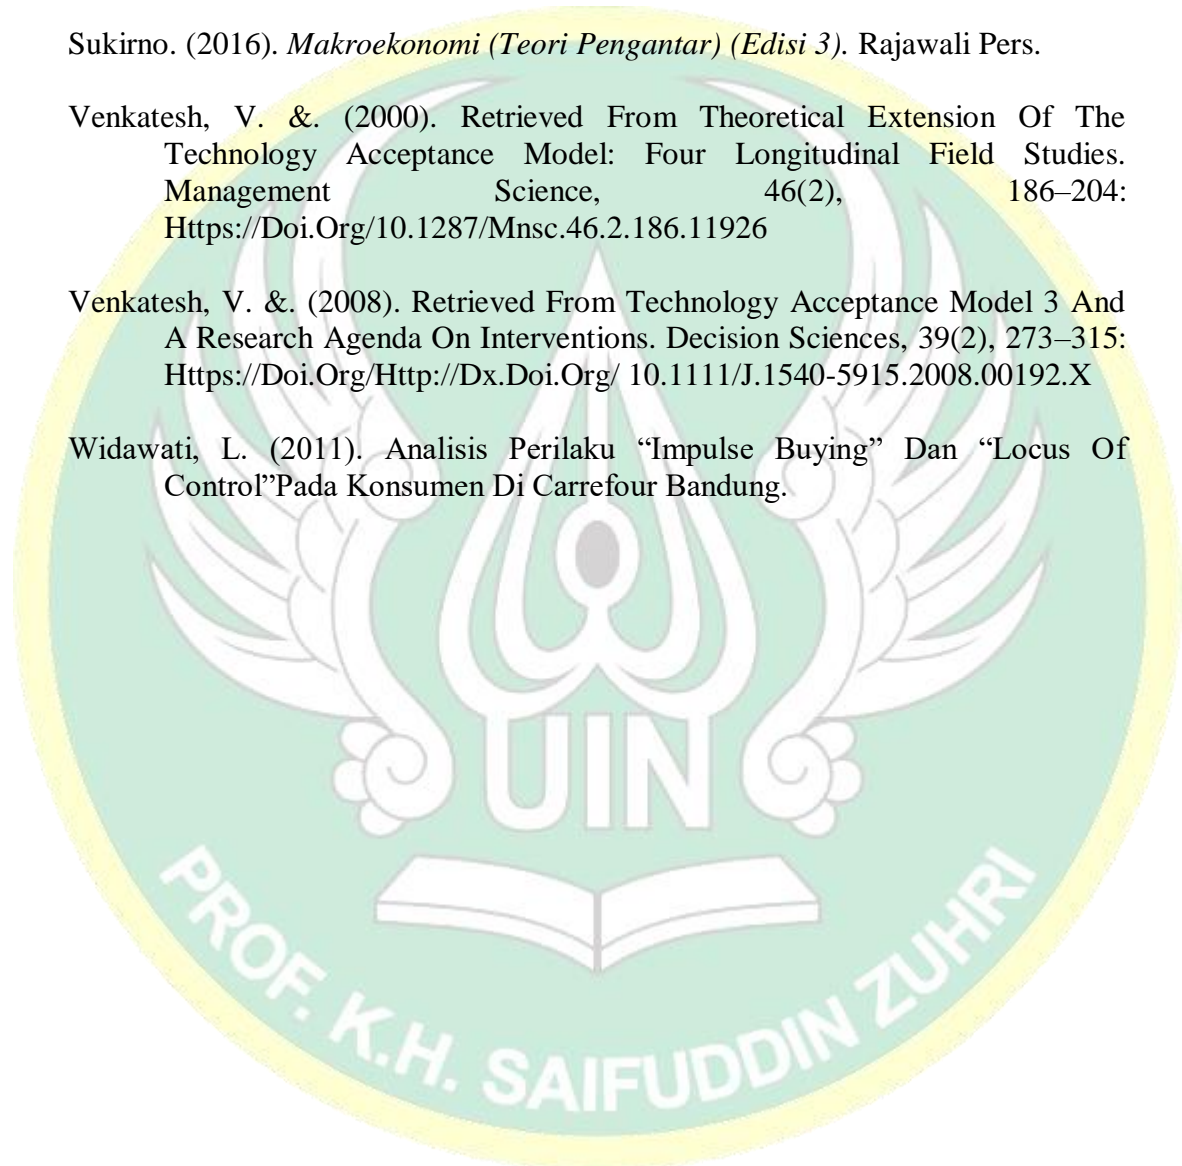 Sukirno. (2016). Makroekonomi (Teori Pengantar) (Edisi 3). Rajawali Pers.
Venkatesh, V. &. (2000). Retrieved From Theoretical Extension Of The
Technology Acceptance Model: Four Longitudinal Field Studies.
Management Science, 46(2), 186–204:
Https://Doi.Org/10.1287/Mnsc.46.2.186.11926
Venkatesh, V. &. (2008). Retrieved From Technology Acceptance Model 3 And
A Research Agenda On Interventions. Decision Sciences, 39(2), 273–315:
Https://Doi.Org/Http://Dx.Doi.Org/ 10.1111/J.1540-5915.2008.00192.X
Widawati, L. (2011). Analisis Perilaku “Impulse Buying” Dan “Locus Of
Control”Pada Konsumen Di Carrefour Bandung.
UIN
PROF. K.H. SAIFUDDIN ZUHRI